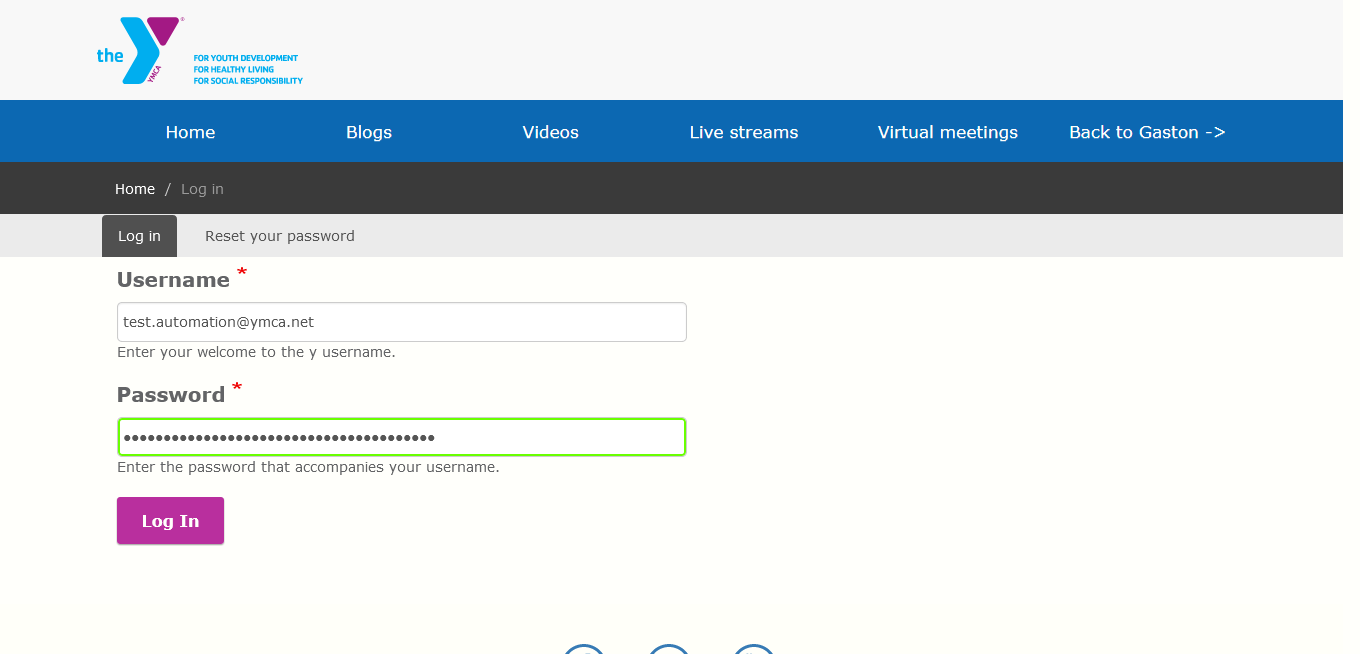 the
YMCA
®
FOR YOUTH DEVELOPMENT
FOR HEALTHY LIVING
FOR SOCIAL RESPONSIBILITY
Home Blogs Videos Live streams Virtual meetings Back to Gaston ->
Home / Log in
Log in Reset your password
Username *
test.automation@ymca.net
Enter your welcome to the y username.
Password *
•••••••••••••••••••••••••••••••••••••••
Enter the password that accompanies your username.
Log In